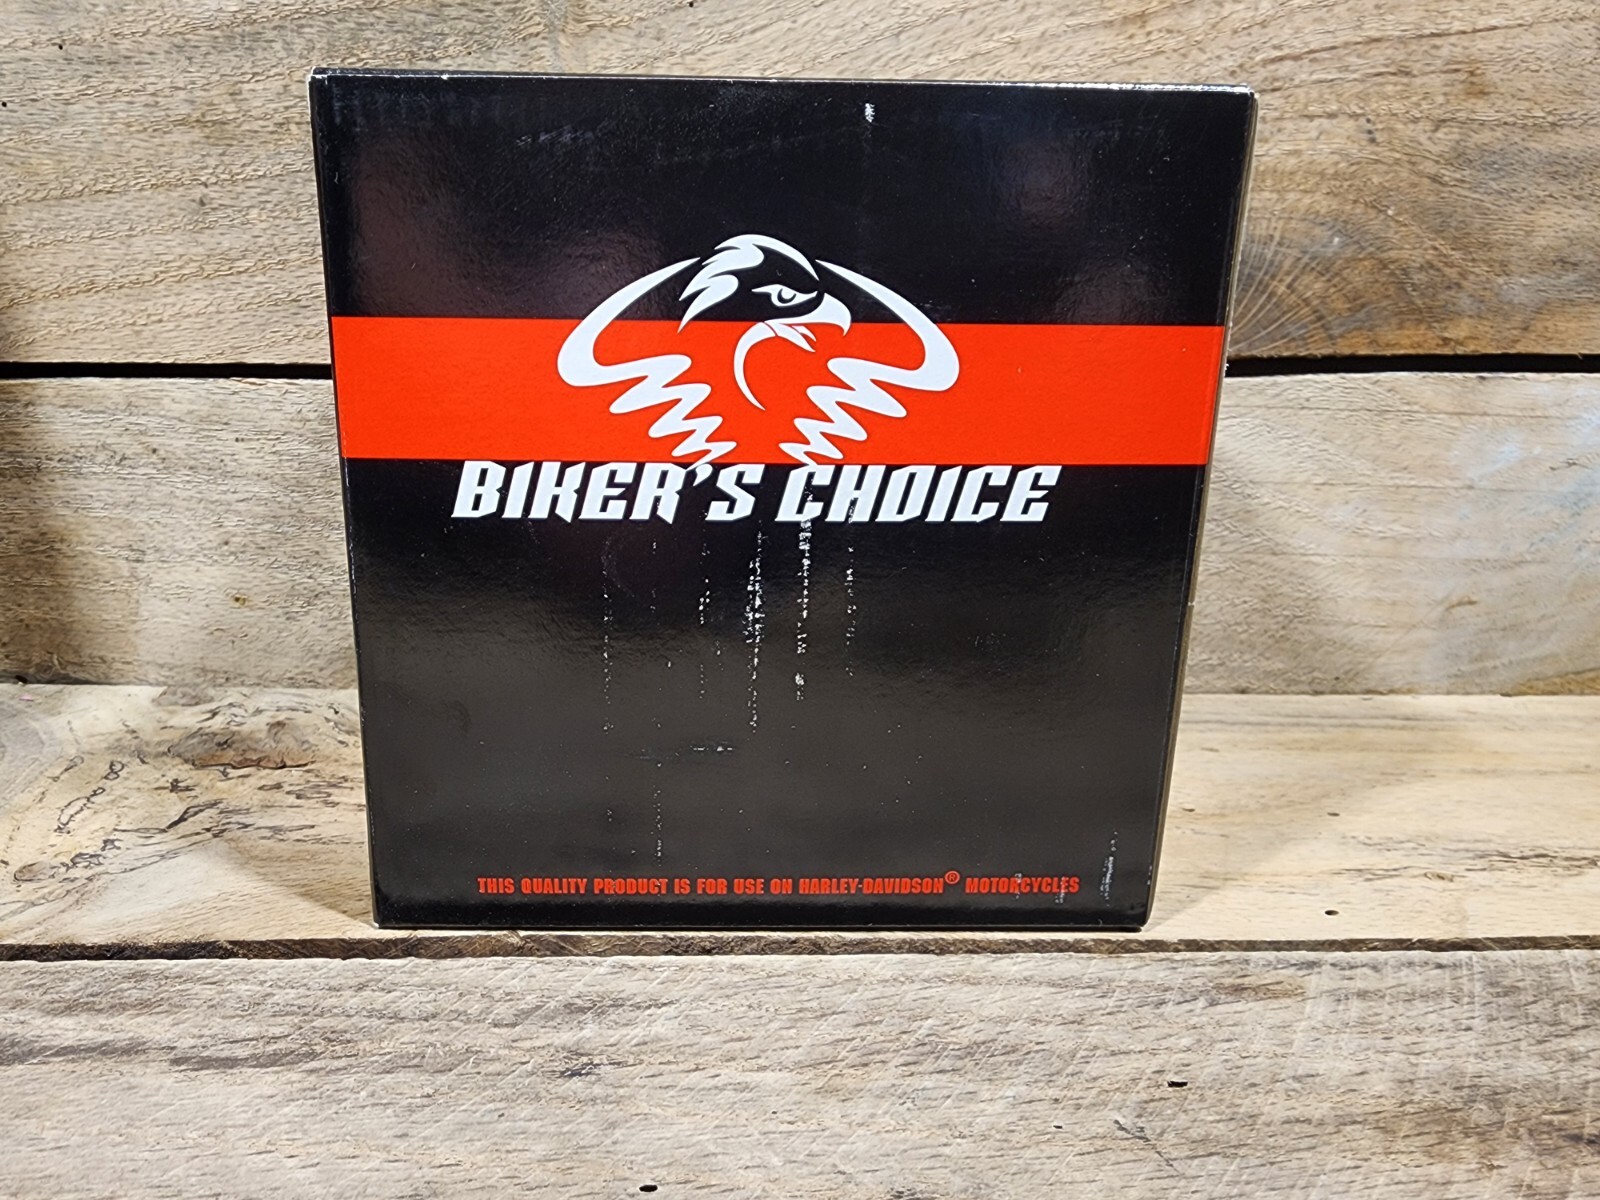 BIKER'S CHOICE
THIS QUALITY PRODUCT IS FOR USE ON HARLEY-DAVIDSON® MOTORCYCLES